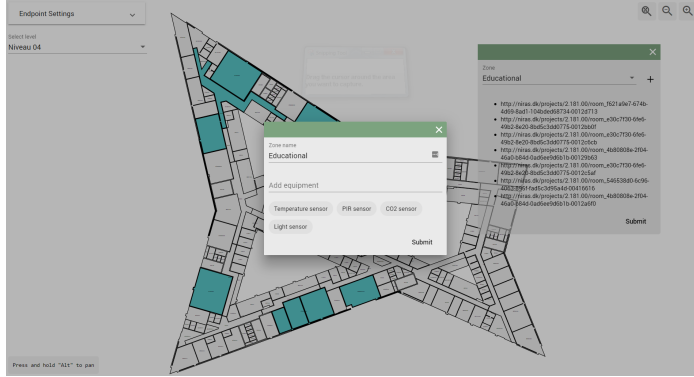 Endpoint Settings
Select level
Niveau 04
Zone
Educational
http://niras.dk/projects/2.181.00/room_f621a9e7-674b-
4d69-8ad1-104bded68734-0012d713
http://niras.dk/projects/2.181.00/room_e30c7f30-6fe6-
49b2-8e20-8bd5c3dd0775-0012bb0f
http://niras.dk/projects/2.181.00/room_e30c7f30-6fe6-
49b2-8e20-8bd5c3dd0775-0012c6cb
http://niras.dk/projects/2.181.00/room_4b80808e-2f04-
46a0-b84d-0ad6ee9d6b1b-00129b63
http://niras.dk/projects/2.181.00/room_e30c7f30-6fe6-
49b2-8e20-8bd5c3dd0775-0012c5af
http://niras.dk/projects/2.181.00/room_546538d0-6c96-
http://niras.dk/projects/2.181.00/room_4b80808e-2f04-
46a0-b84d-0ad6ee9d6b1b-0012a6f0
Submit
Zone name
Educational
Add equipment
Temperature sensor
PIR sensor
CO2 sensor
Light sensor
Submit
Press and hold "Alt" to pan